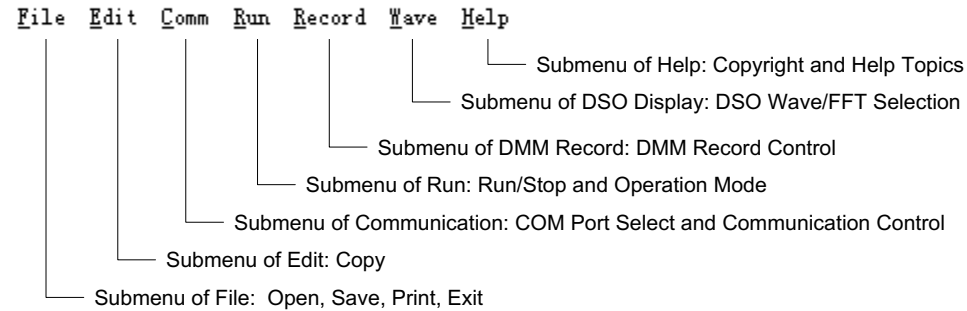 File Edit Comm Run Record Wave Help
Submenu of Help: Copyright and Help Topics
Submenu of DSO Display: DSO Wave/FFT Selection
Submenu of DMM Record: DMM Record Control
Submenu of Run: Run/Stop and Operation Mode
Submenu of Communication: COM Port Select and Communication Control
Submenu of Edit: Copy
Submenu of File: Open, Save, Print, Exit